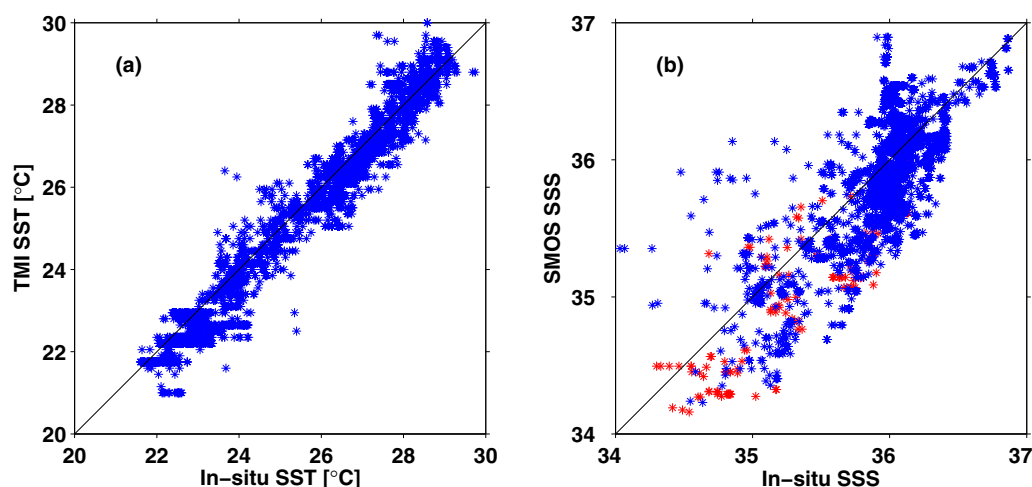 (a)
TMI SST [°C]
30
28
26
24
22
20
20 22 24 26 28 30
In−situ SST [°C]
(b)
SMOS SSS
37
36
35
34
34 35 36 37
In−situ SSS